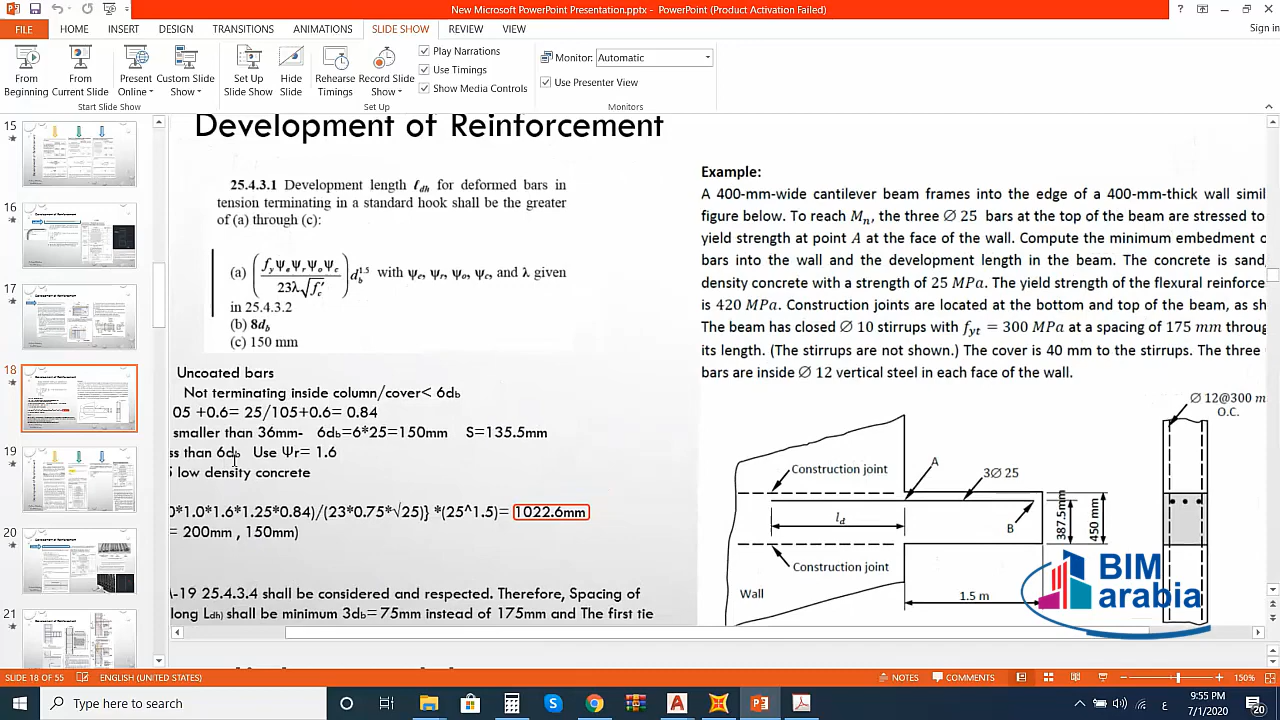 New Microsoft PowerPoint Presentation.pptx - PowerPoint (Product Activation Failed)
Sign in
FILE HOME INSERT DESIGN TRANSITIONS ANIMATIONS SLIDE SHOW REVIEW VIEW
From Beginning
From Current Slide
Present Online
Custom Slide Show
Set Up Slide Show
Hide Slide
Rehearse Timings
Record Slide Show
Play Narrations
Use Timings
Show Media Controls
Monitor: Automatic
Use Presenter View
Start Slide Show
Set Up
Monitors
15
16
17
18
19
20
21
Development of Reinforcement
25.4.3.1 Development length ℓdh for deformed bars in
tension terminating in a standard hook shall be the greater
of (a) through (c):
(a) (fyΨeΨrΨoΨc / 23λ√f'c) db^1.5 with Ψe, Ψr, Ψo, Ψc, and λ given
in 25.4.3.2
(b) 8db
(c) 150 mm
Uncoated bars
Not terminating inside column/cover< 6db
05 +0.6= 25/105+0.6= 0.84
smaller than 36mm- 6db=6*25=150mm S=135.5mm
ss than 6db Use Ψr= 1.6
low density concrete
0*1.0*1.6*1.25*0.84)/(23*0.75*√25)} *(25^1.5)= 1022.6mm
= 200mm , 150mm)
A-19 25.4.3.4 shall be considered and respected. Therefore, Spacing of
long Ldh) shall be minimum 3db=75mm instead of 175mm and The first tie
Example:
A 400-mm-wide cantilever beam frames into the edge of a 400-mm-thick wall simil
figure below. To reach Mn, the three ∅ 25 bars at the top of the beam are stressed to
yield strength at point A at the face of the wall. Compute the minimum embedment o
bars into the wall and the development length in the beam. The concrete is sand,
density concrete with a strength of 25 MPa. The yield strength of the flexural reinforce
is 420 MPa. Construction joints are located at the bottom and top of the beam, as sh
The beam has closed ∅ 10 stirrups with fyt = 300 MPa at a spacing of 175 mm throug
its length. (The stirrups are not shown.) The cover is 40 mm to the stirrups. The three
bars are inside ∅ 12 vertical steel in each face of the wall.
∅ 12@300 m
O.C.
Construction joint
A
3∅ 25
ld
B
387.5mm
450 mm
Construction joint
Wall
1.5 m
BIM
arabia
SLIDE 18 OF 55 ENGLISH (UNITED STATES) NOTES COMMENTS 150%
Type here to search
9:55 PM
7/1/2020
20